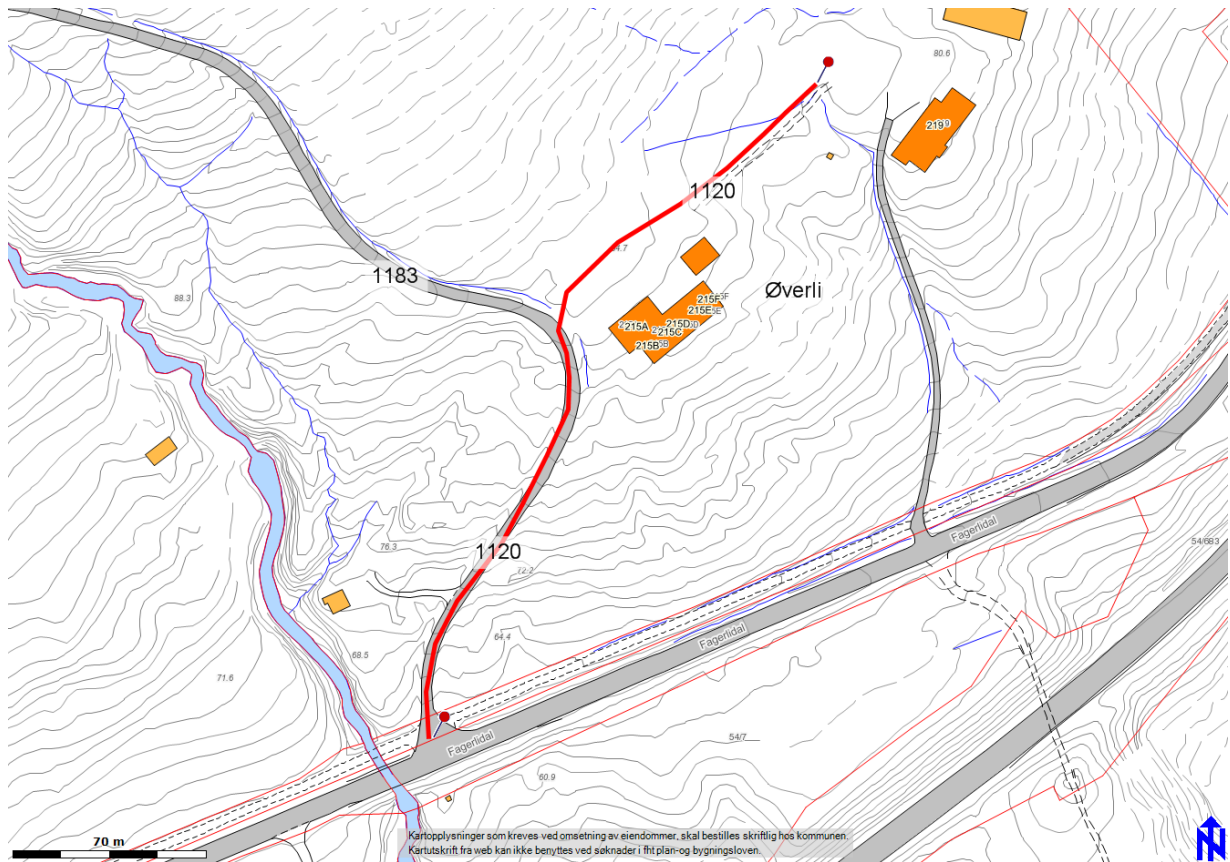 80.6
219
1120
Øverli
1183
215F
215E
215A
215D
215C
215B
88.3
1120
76.3
72.2
Fagerlidal
54/683
64.4
Fagerlidal
68.5
71.6
Fagerlidal
54/7
60.9
70 m
Kartopplysninger som kreves ved omsetning av eiendommer, skal bestilles skriftlig hos kommunen.
Kartutskrift fra web kan ikke benyttes ved søknader i fht plan-og bygningsloven.
N